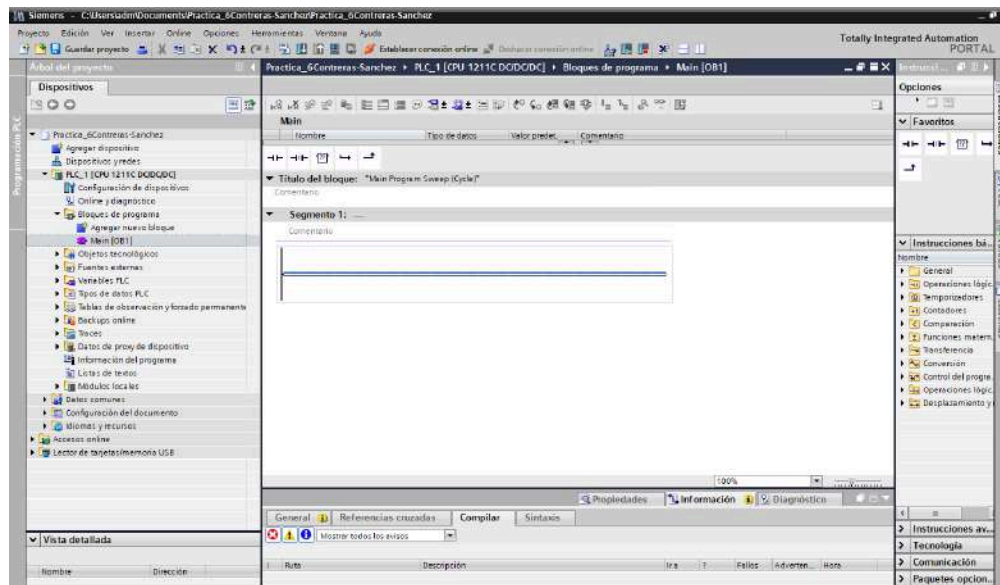 Siemens - C:\Users\adm\Documents\Practica_6Contreras-Sanchez\Practica_6Contreras-Sanchez
Proyecto Edición Ver Insertar Online Opciones Herramientas Ventana Ayuda
Totally Integrated Automation
PORTAL
Guardar proyecto
Establecer conexión online
Deshacer conexión online
Árbol del proyecto
Practica_6Contreras-Sanchez PLC_1 [CPU 1211C DC/DC/DC] Bloques de programa Main [OB1]
Dispositivos
Programación PLC
Practica_6Contreras-Sanchez
Agregar dispositivo
Dispositivos y redes
PLC_1 [CPU 1211C DC/DC/DC]
Configuración de dispositivos
Online y diagnóstico
Bloques de programa
Agregar nuevo bloque
Main [OB1]
Objetos tecnológicos
Fuentes externas
Variables PLC
Tipos de datos PLC
Tablas de observación y forzado permanente
Backups online
Traces
Datos de proxy de dispositivo
Información del programa
Listas de textos
Módulos locales
Datos comunes
Configuración del documento
Idiomas y recursos
Accesos online
Lector de tarjetas/memoria USB
Vista detallada
Nombre Dirección
Main
Nombre Tipo de datos Valor predet. Comentario
Título del bloque: "Main Program Sweep (Cycle)"
Comentario
Segmento 1: ....
Comentario
100%
Propiedades Información Diagnóstico
General Referencias cruzadas Compilar Sintaxis
Mostrar todos los avisos
! Ruta Descripción Ir a ? Fallos Adverten... Hora
Opciones
Favoritos
Instrucciones bá...
Nombre
General
Operaciones lógic.
Temporizadores
Contadores
Comparación
Funciones matem.
Transferencia
Conversión
Control del progra.
Operaciones lógic.
Desplazamiento y
Instrucciones av...
Tecnología
Comunicación
Paquetes opcion...